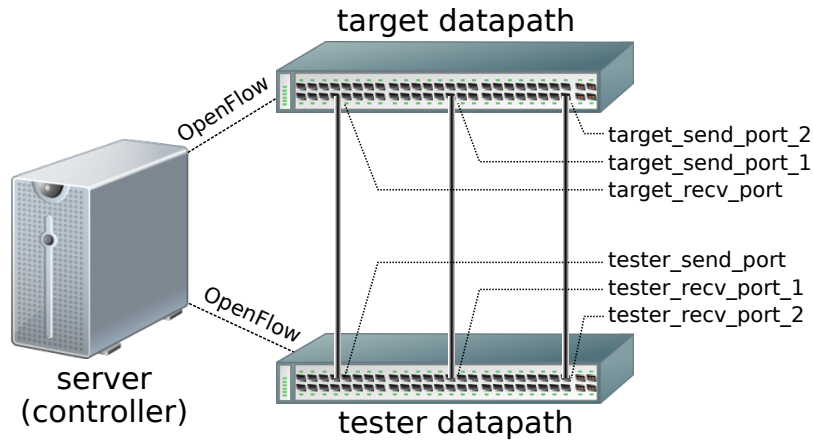 target datapath
OpenFlow
target_send_port_2
target_send_port_1
target_recv_port
tester_send_port
tester_recv_port_1
tester_recv_port_2
OpenFlow
server
(controller)
tester datapath